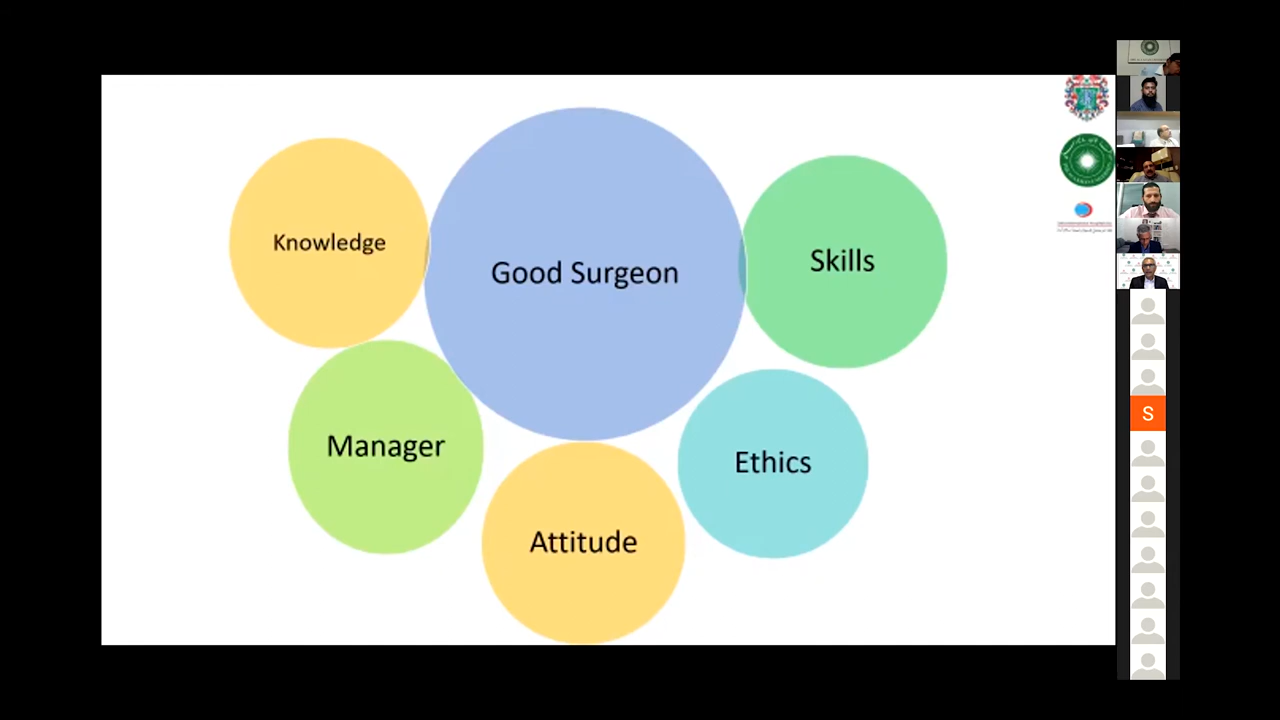 Knowledge
Good Surgeon
Skills
Manager
Ethics
Attitude
S